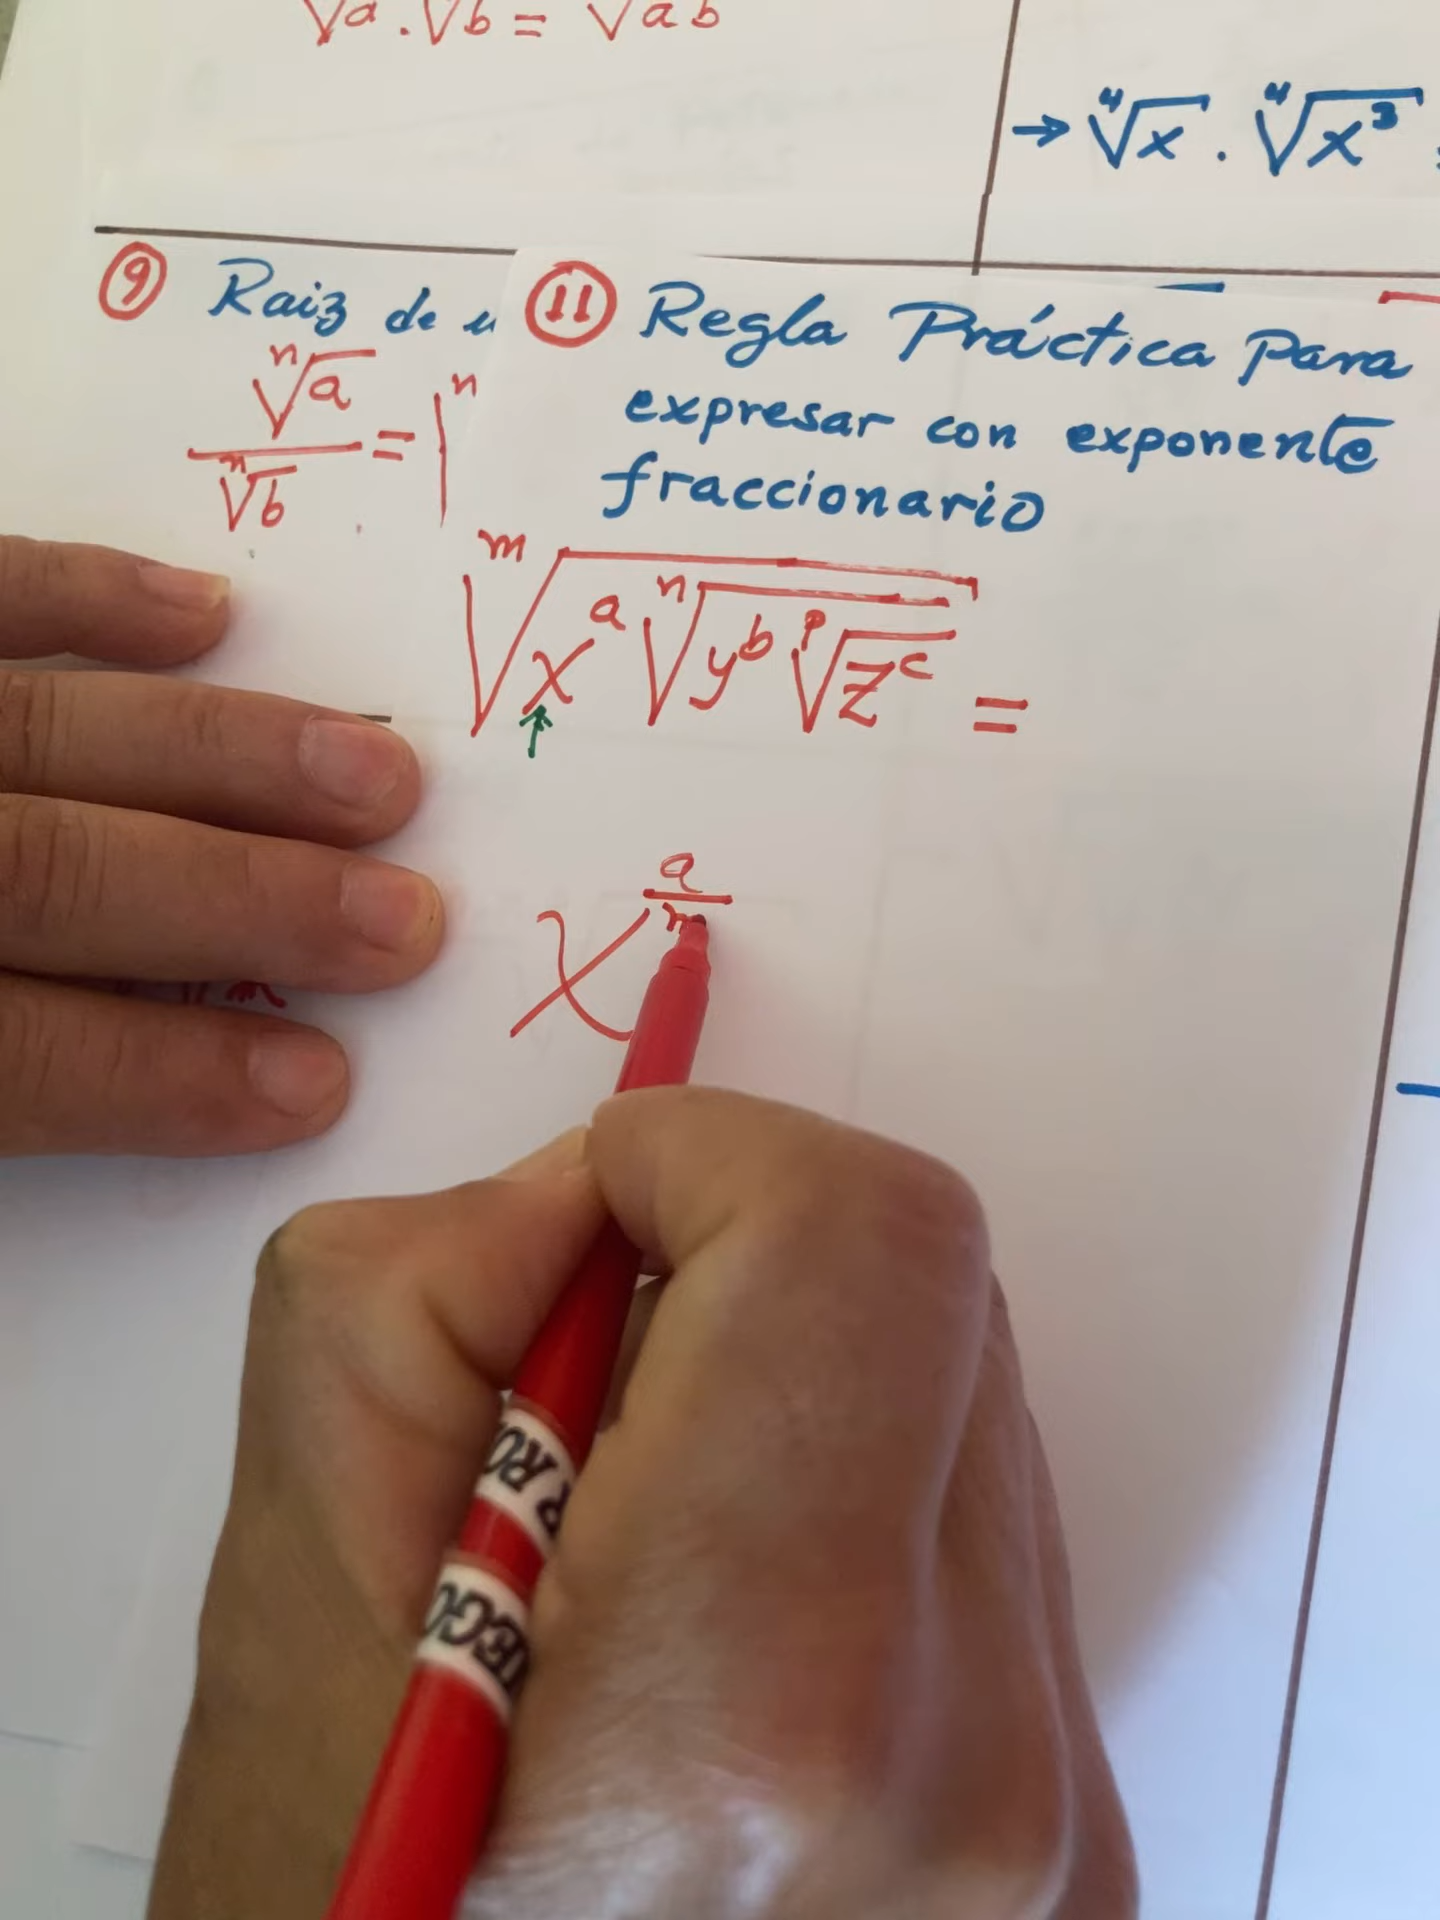 √a . √b = √ab
→ ⁴√x . ⁴√x³
⑨ Raiz de
ⁿ√a / ⁿ√b =
⑪ Regla Práctica Para
expresar con exponente
fraccionario
ᵐ√(xᵃ ⁿ√(yᵇ ᵖ√(zᶜ))) =
x^(a/m)